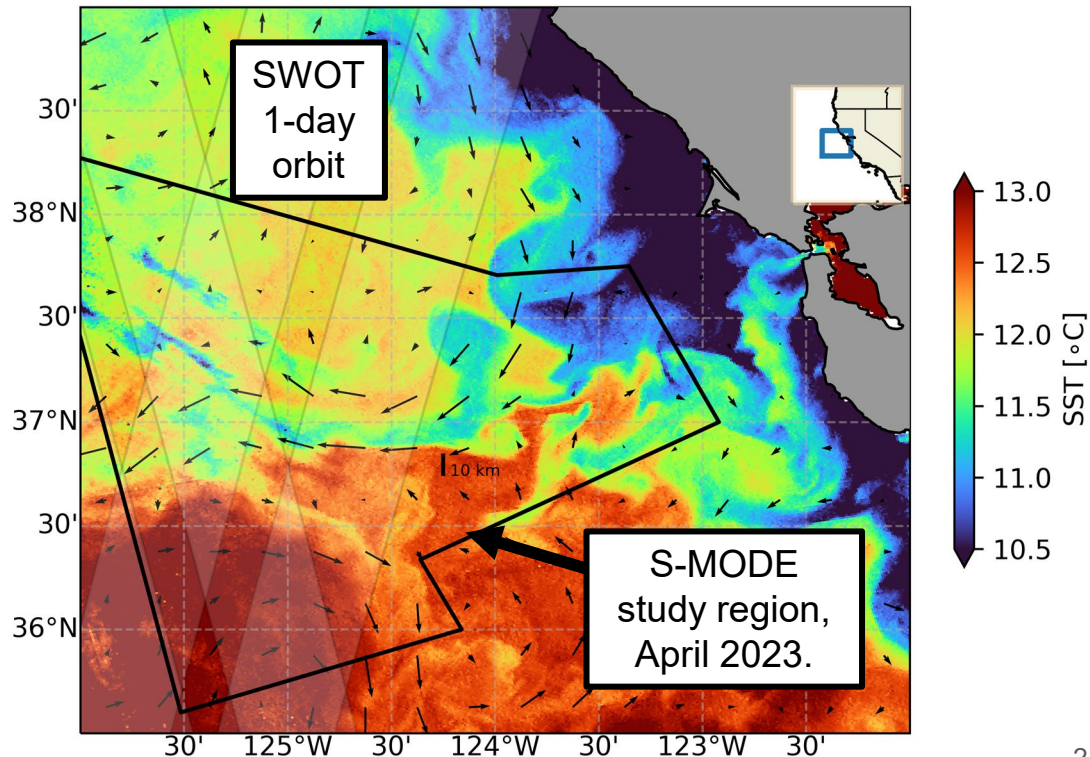 SWOT
1-day
orbit
30'
38°N
30'
37°N
30'
36°N
10 km
S-MODE
study region,
April 2023.
30'
125°W
30'
124°W
30'
123°W
30'
13.0
12.5
12.0
11.5
11.0
10.5
SST [∘C]
2